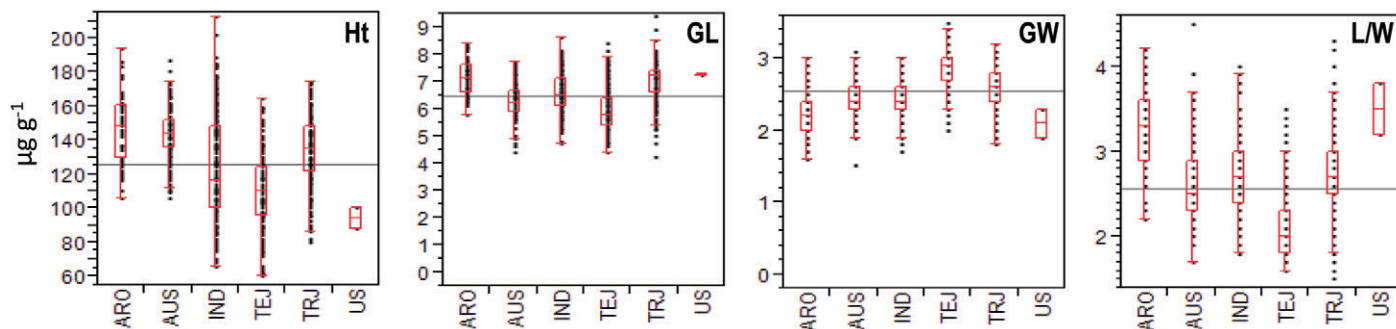 Ht
GL
GW
L/W
µg g-1
200
180
160
140
120
100
80
60
9
8
7
6
5
4
3
2
1
0
3
2
1
0
4
3
2
ARO AUS IND TEJ TRJ US
ARO AUS IND TEJ TRJ US
ARO AUS IND TEJ TRJ US
ARO AUS IND TEJ TRJ US